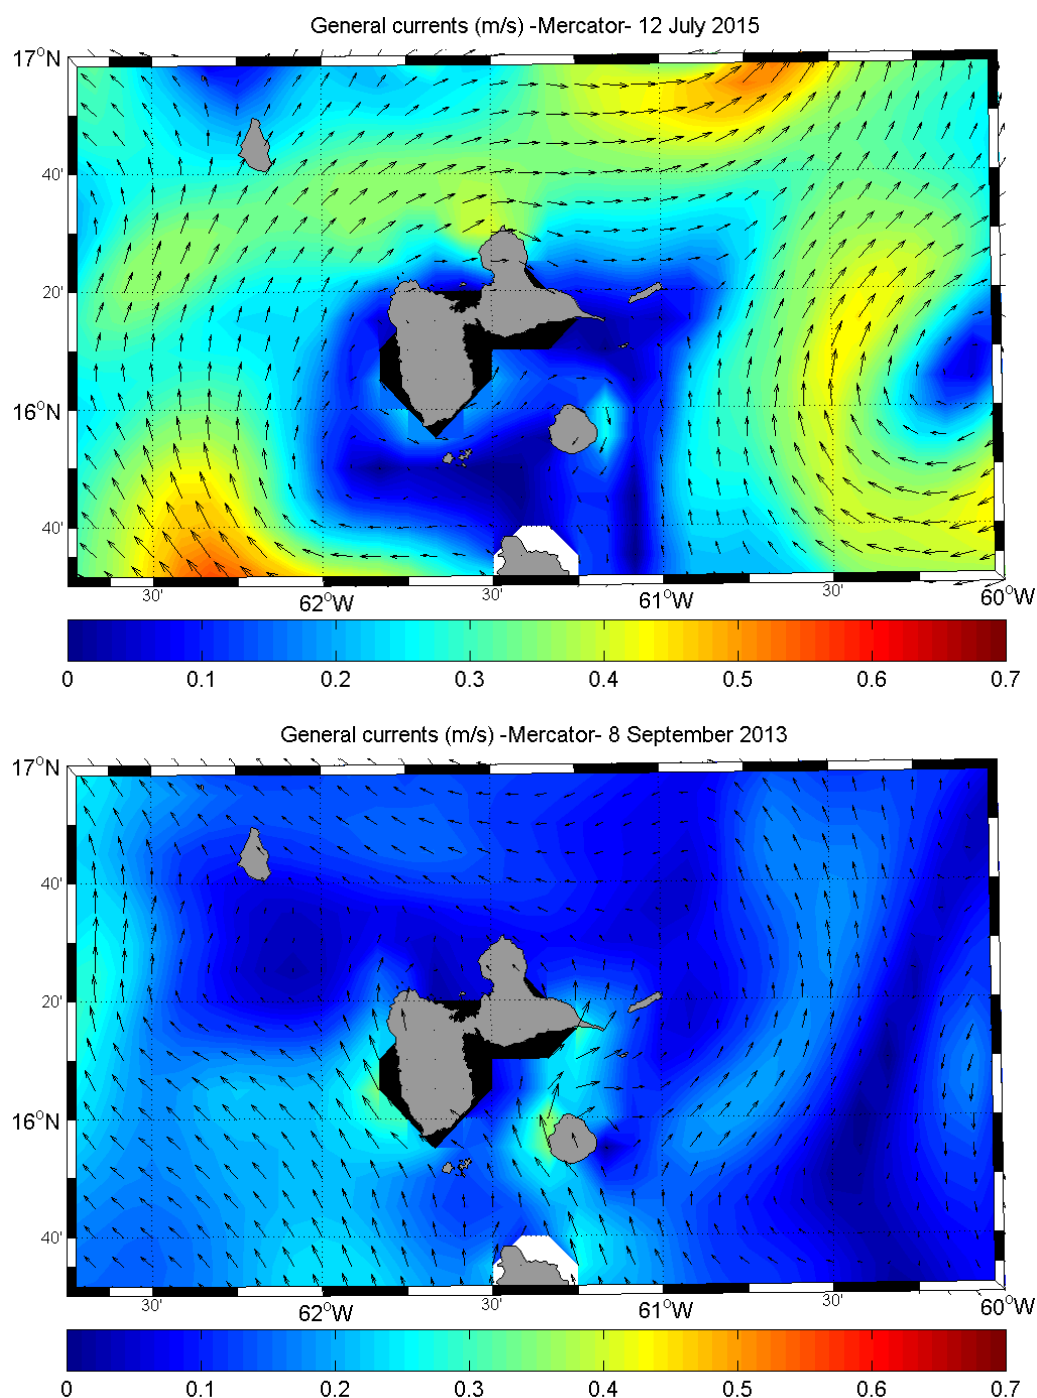 General currents (m/s) -Mercator- 12 July 2015
17°N
40'
20'
16°N
40'
30' 62°W 30' 61°W 30' 60°W
0 0.1 0.2 0.3 0.4 0.5 0.6 0.7
General currents (m/s) -Mercator- 8 September 2013
17°N
40'
20'
16°N
40'
30' 62°W 30' 61°W 30' 60°W
0 0.1 0.2 0.3 0.4 0.5 0.6 0.7